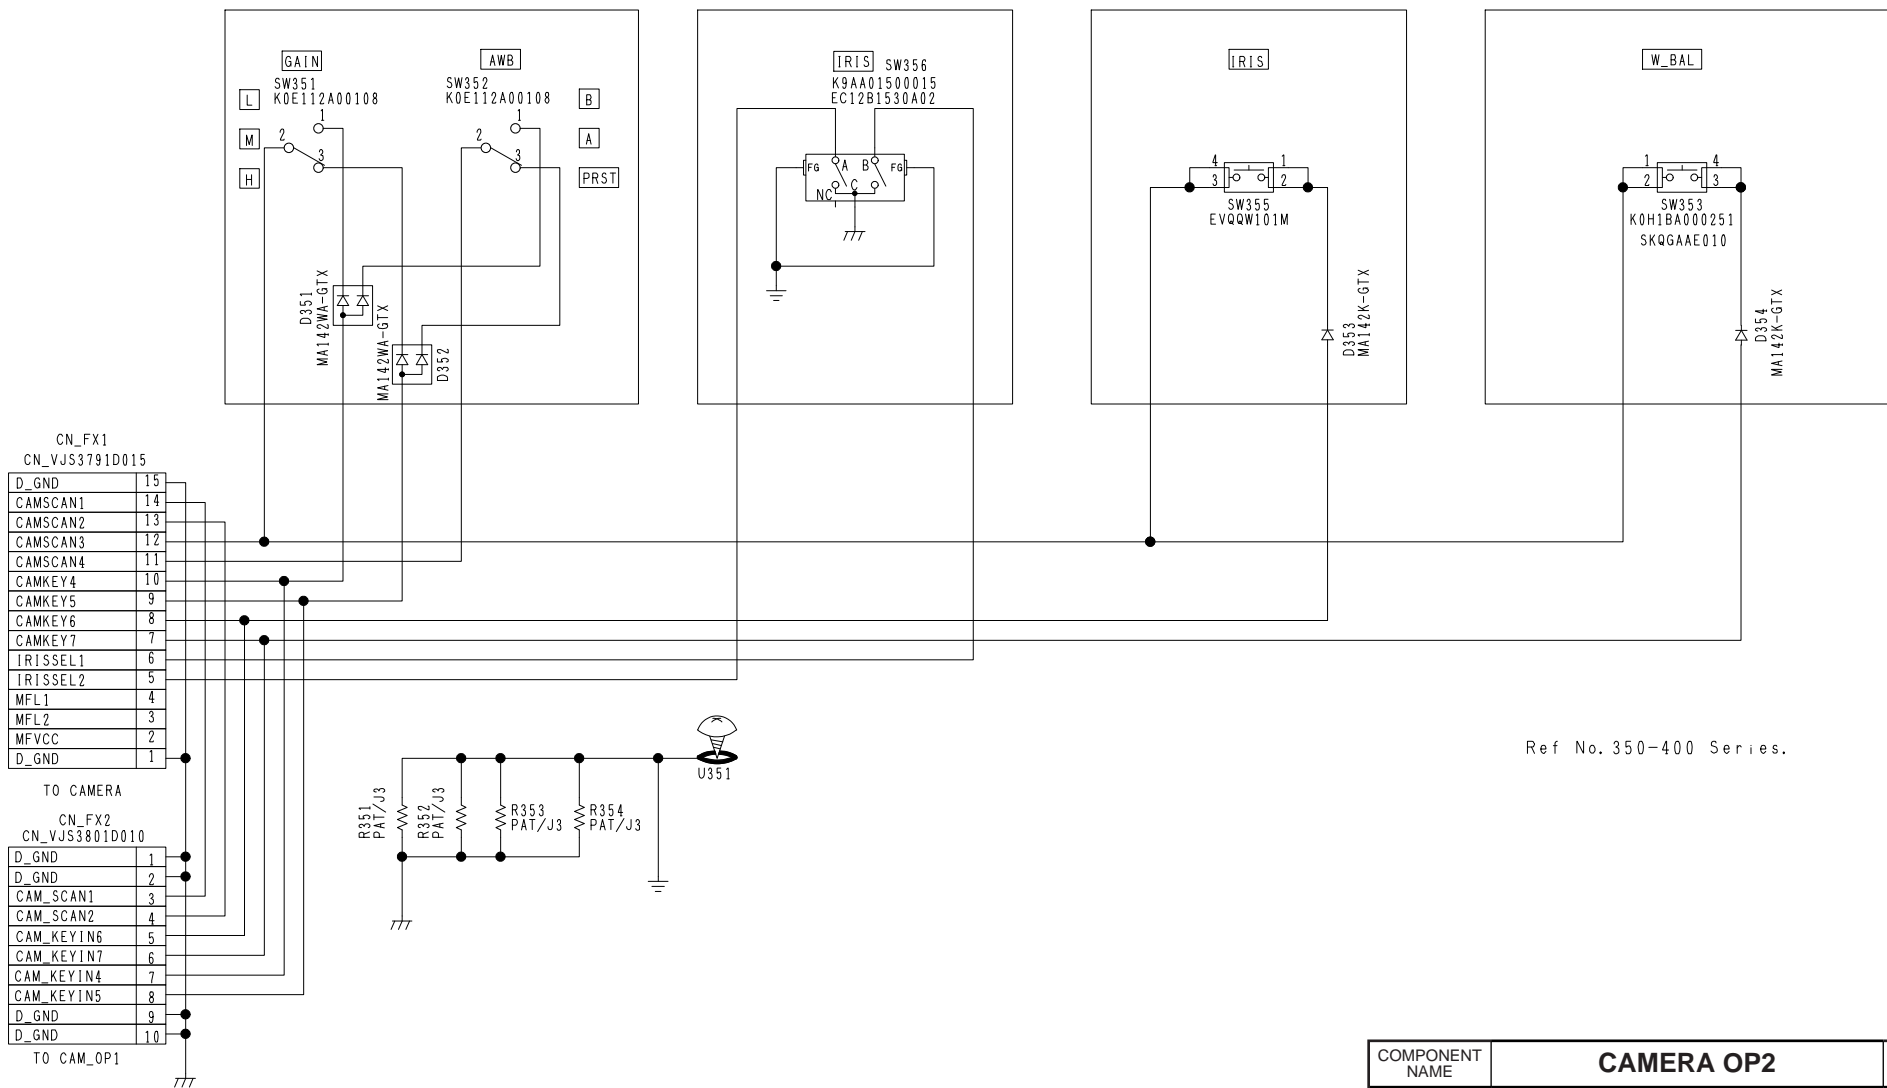 GAIN
SW351
K0E112A00108
L
M
H
1
2
3
AWB
SW352
K0E112A00108
B
A
PRST
1
2
3
D351
MA142WA-GTX
MA142WA-GTX
D352
IRIS SW356
K9AA01500015
EC12B1530A02
FG A B FG
NC C
IRIS
4 1
3 2
SW355
EVQQW101M
D353
MA142K-GTX
W_BAL
1 4
2 3
SW353
K0H1BA000251
SKQGAAE010
D354
MA142K-GTX
CN_FX1
CN_VJS3791D015
D_GND 15
CAMSCAN1 14
CAMSCAN2 13
CAMSCAN3 12
CAMSCAN4 11
CAMKEY4 10
CAMKEY5 9
CAMKEY6 8
CAMKEY7 7
IRISSEL1 6
IRISSEL2 5
MFL1 4
MFL2 3
MFVCC 2
D_GND 1
TO CAMERA
CN_FX2
CN_VJS3801D010
D_GND 1
D_GND 2
CAM_SCAN1 3
CAM_SCAN2 4
CAM_KEYIN6 5
CAM_KEYIN7 6
CAM_KEYIN4 7
CAM_KEYIN5 8
D_GND 9
D_GND 10
TO CAM_OP1
R351
PAT/J3
R352
PAT/J3
R353
PAT/J3
R354
PAT/J3
U351
Ref No.350-400 Series.
COMPONENT
NAME
CAMERA OP2